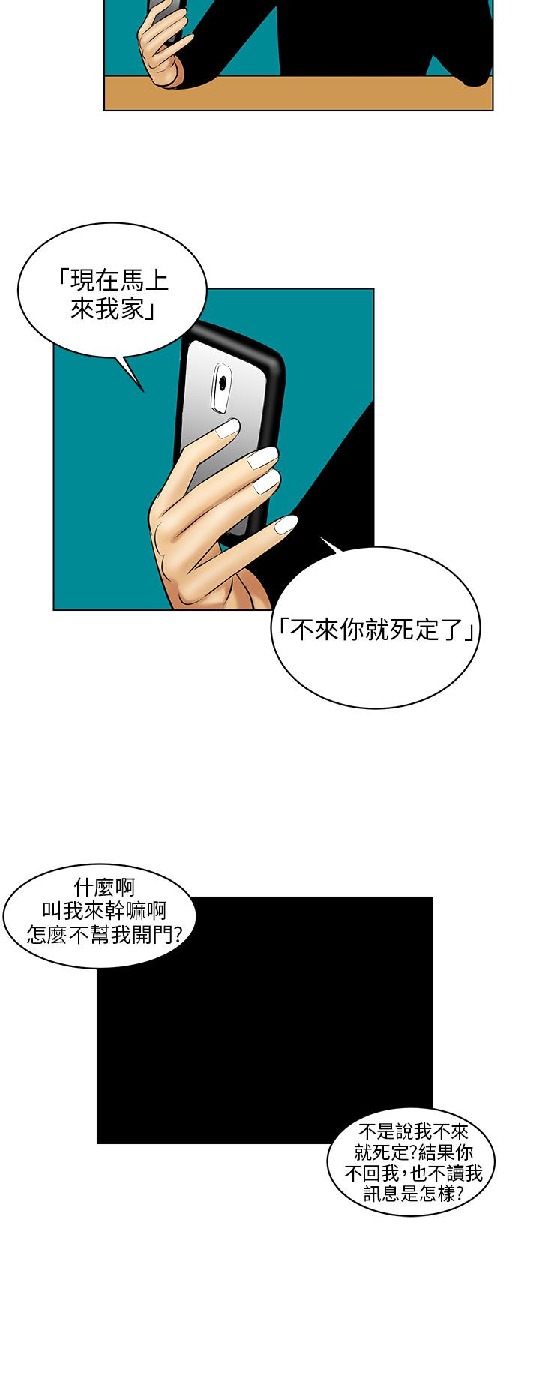 「現在馬上
來我家」
「不來你就死定了」
什麼啊
叫我來幹嘛啊
怎麼不幫我開門?
不是說我不來
就死定?結果你
不回我,也不讀我
訊息是怎樣?